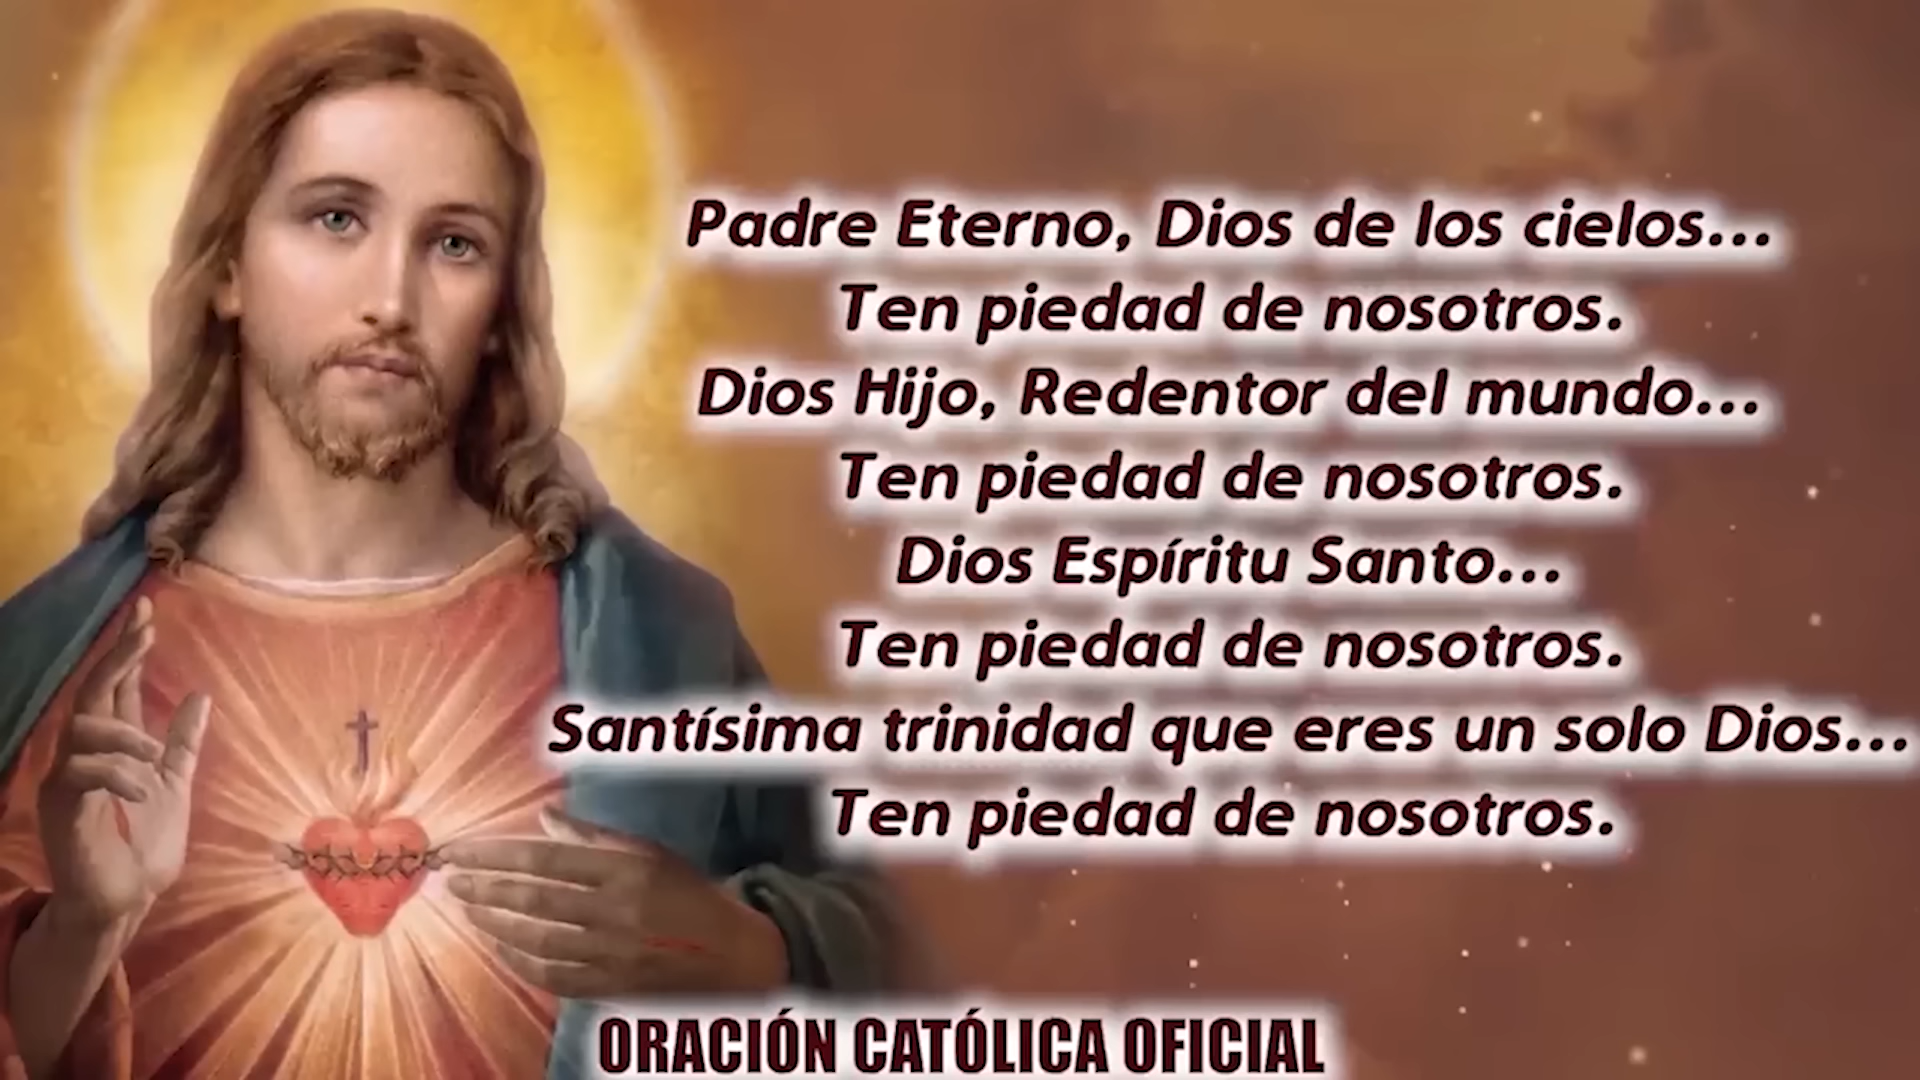 Padre Eterno, Dios de los cielos...
Ten piedad de nosotros.
Dios Hijo, Redentor del mundo...
Ten piedad de nosotros.
Dios Espíritu Santo...
Ten piedad de nosotros.
Santísima trinidad que eres un solo Dios...
Ten piedad de nosotros.
ORACIÓN CATÓLICA OFICIAL